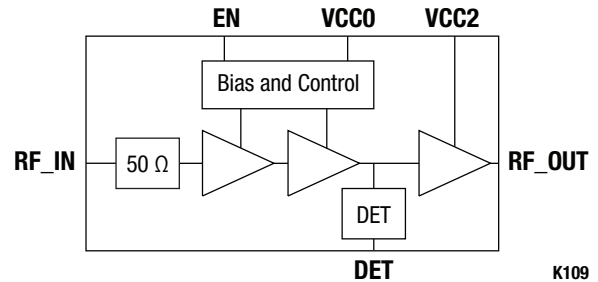 EN VCC0 VCC2
Bias and Control
RF_IN 50 Ω RF_OUT
DET
DET
K109